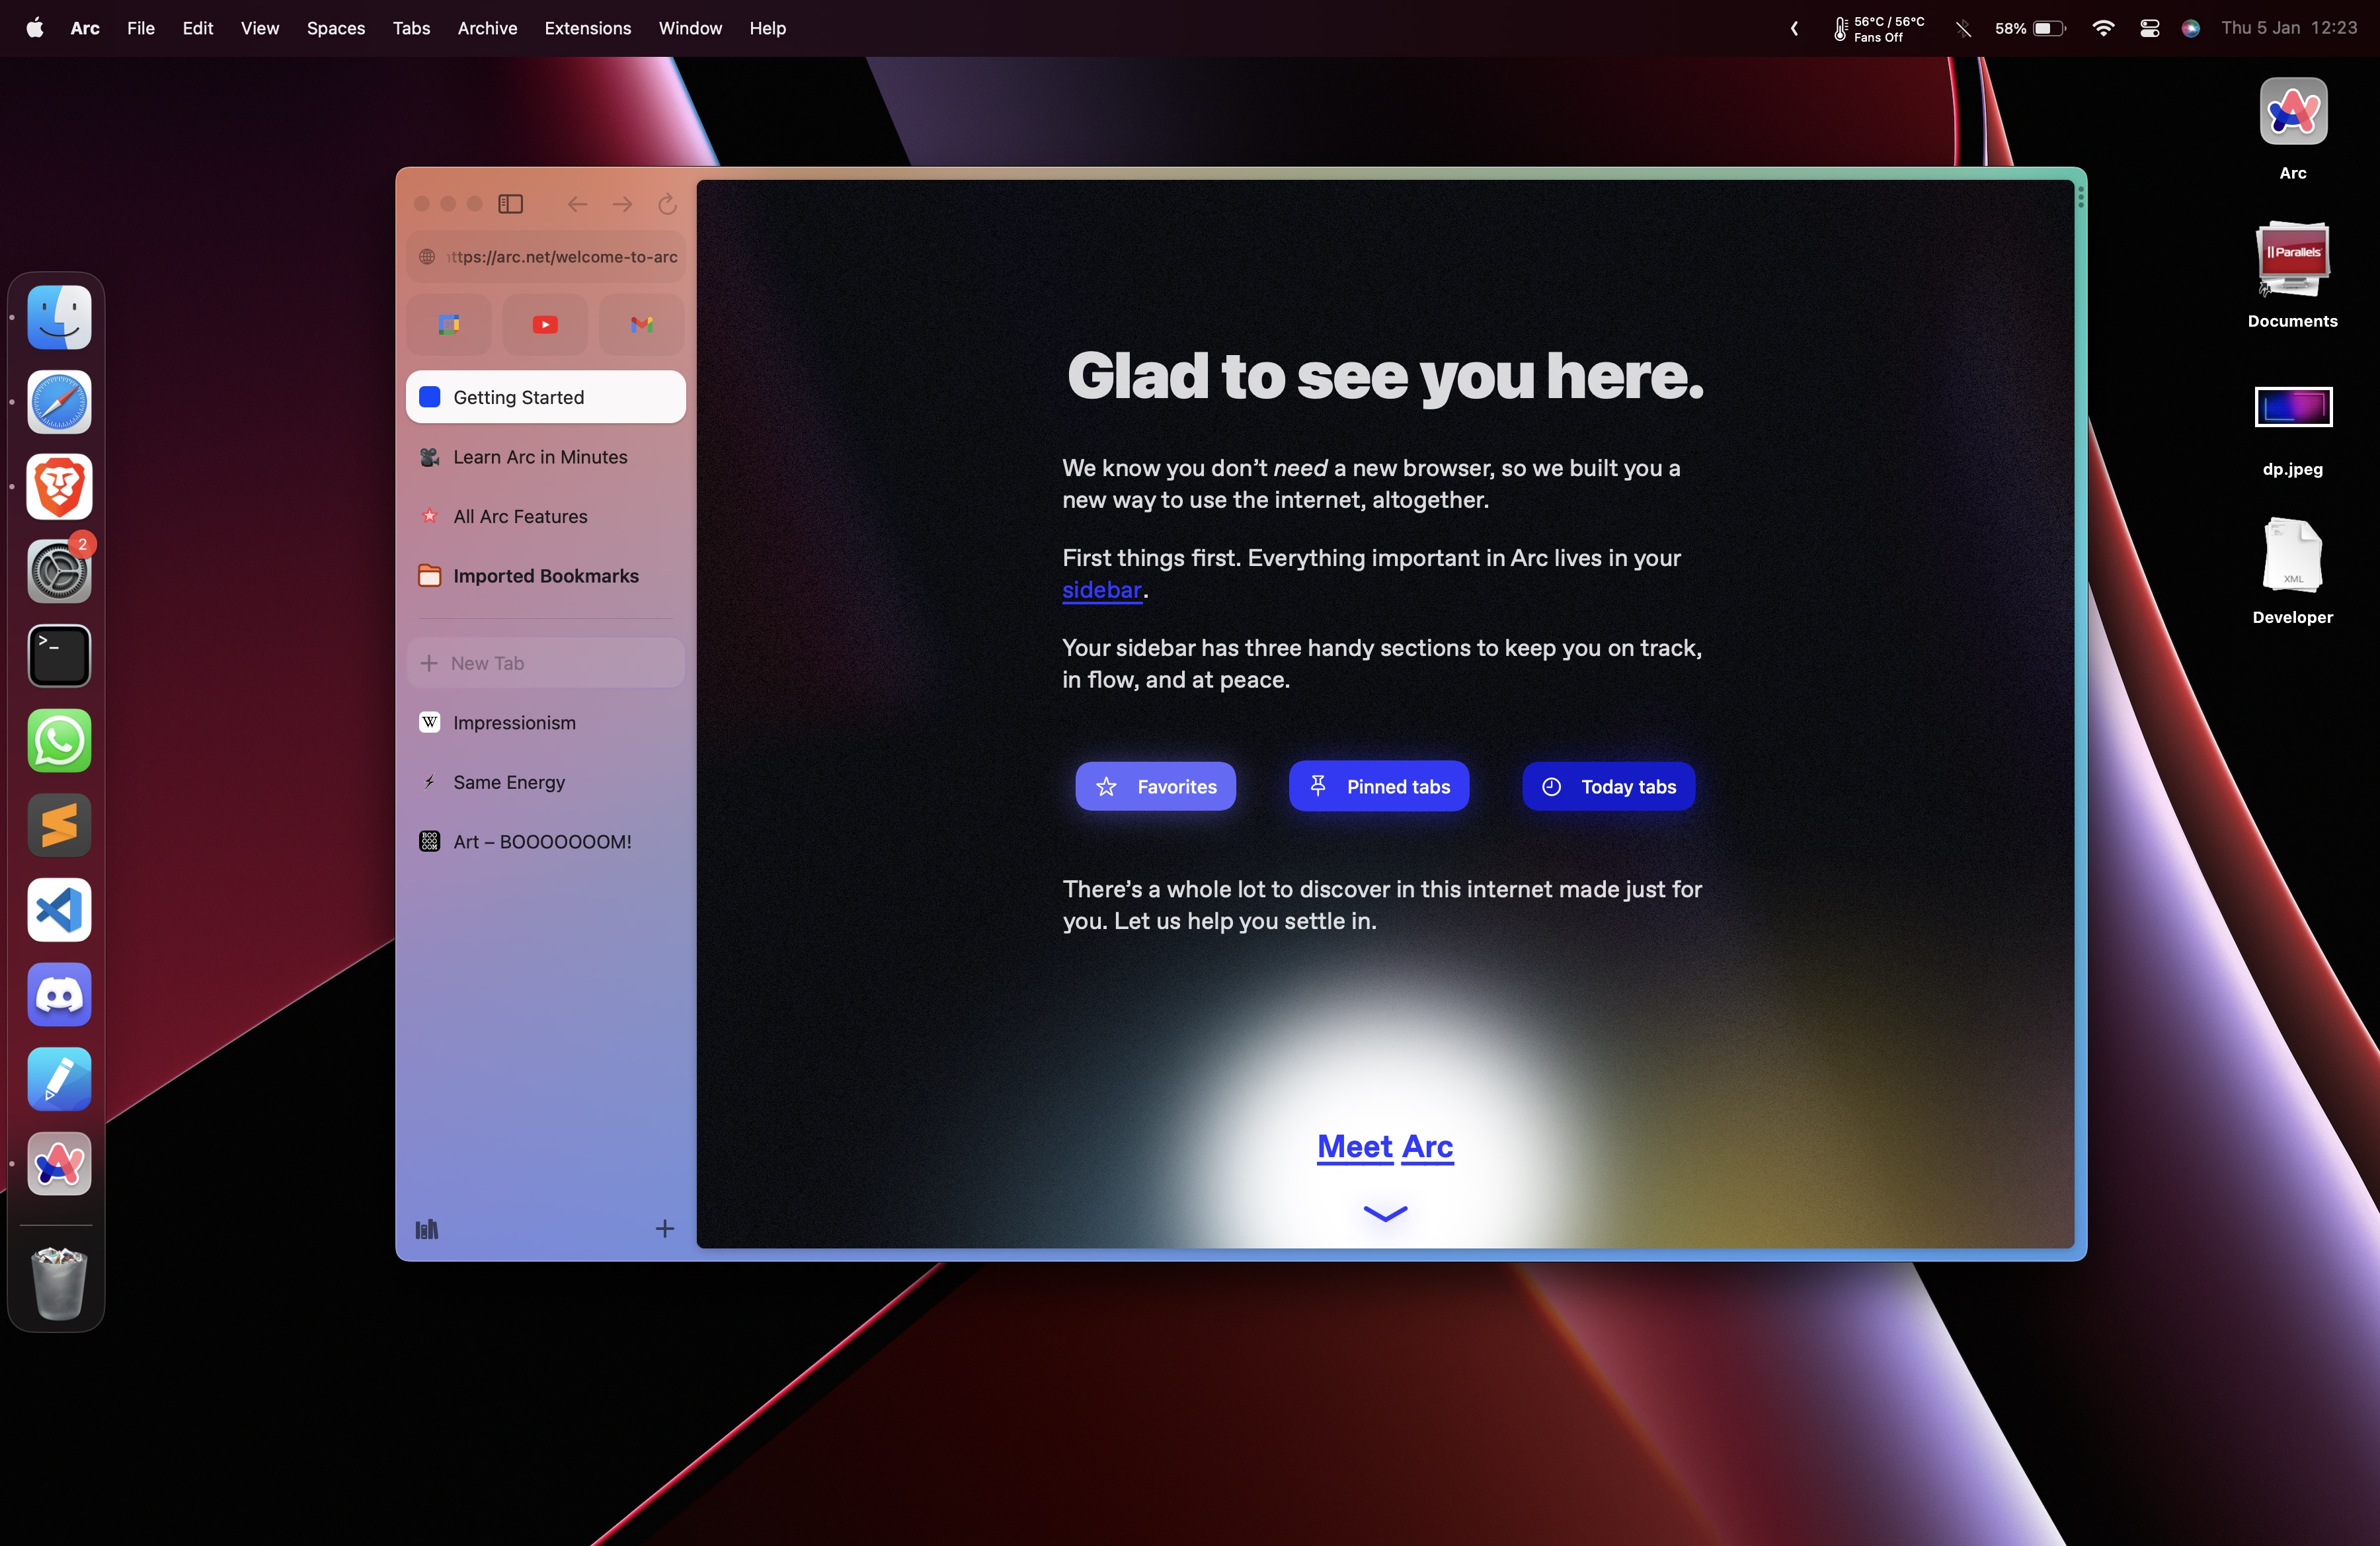 Arc File Edit View Spaces Tabs Archive Extensions Window Help
56°C / 56°C
Fans Off
58%
Thu 5 Jan 12:23
Arc
|| Parallels
Documents
dp.jpeg
XML
Developer
2
>_
ttps://arc.net/welcome-to-arc
Getting Started
Learn Arc in Minutes
All Arc Features
Imported Bookmarks
+ New Tab
W Impressionism
Same Energy
BOO
OOO
OOM
Art – BOOOOOOOM!
Glad to see you here.
We know you don’t need a new browser, so we built you a
new way to use the internet, altogether.
First things first. Everything important in Arc lives in your
sidebar.
Your sidebar has three handy sections to keep you on track,
in flow, and at peace.
Favorites Pinned tabs Today tabs
There’s a whole lot to discover in this internet made just for
you. Let us help you settle in.
Meet Arc